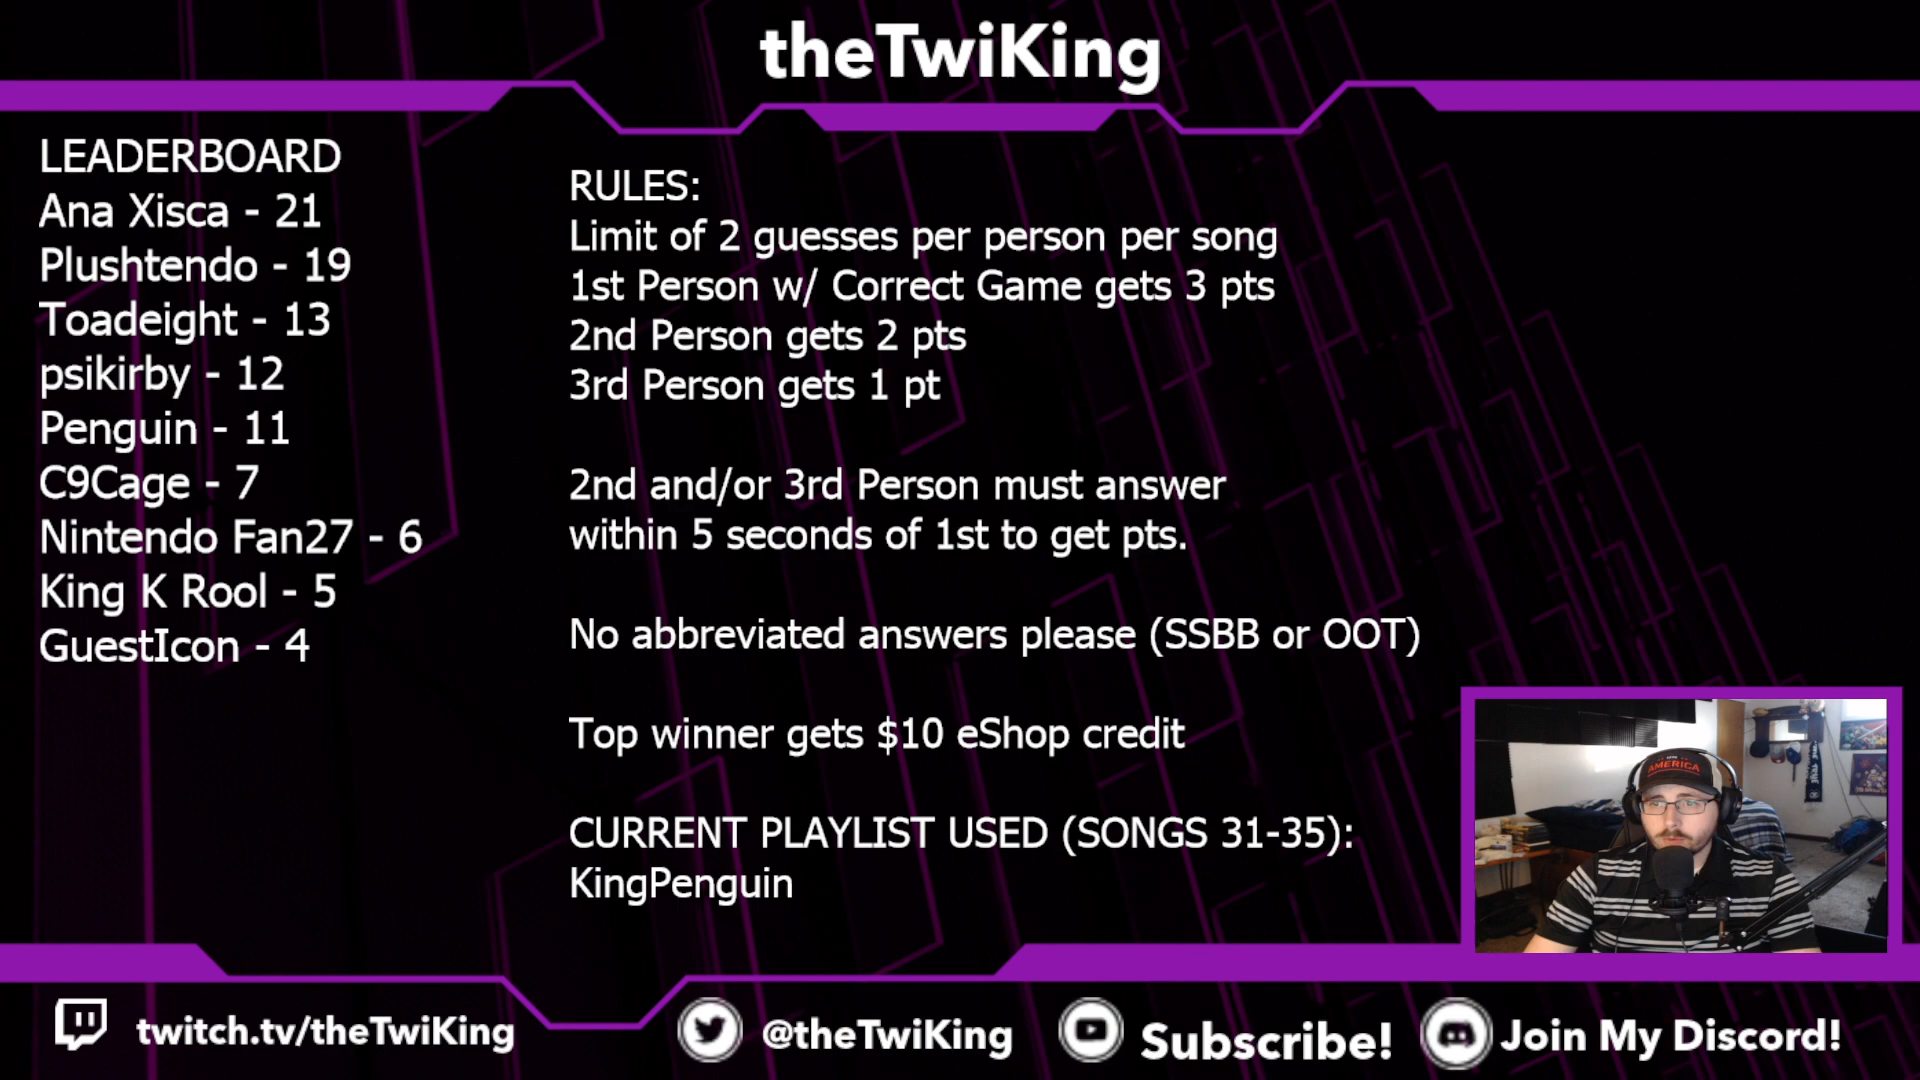 theTwiKing
LEADERBOARD
Ana Xisca - 21
Plushtendo - 19
Toadeight - 13
psikirby - 12
Penguin - 11
C9Cage - 7
Nintendo Fan27 - 6
King K Rool - 5
GuestIcon - 4
RULES:
Limit of 2 guesses per person per song
1st Person w/ Correct Game gets 3 pts
2nd Person gets 2 pts
3rd Person gets 1 pt
2nd and/or 3rd Person must answer
within 5 seconds of 1st to get pts.
No abbreviated answers please (SSBB or OOT)
Top winner gets $10 eShop credit
CURRENT PLAYLIST USED (SONGS 31-35):
KingPenguin
AMERICA
twitch.tv/theTwiKing
@theTwiKing
Subscribe!
Join My Discord!